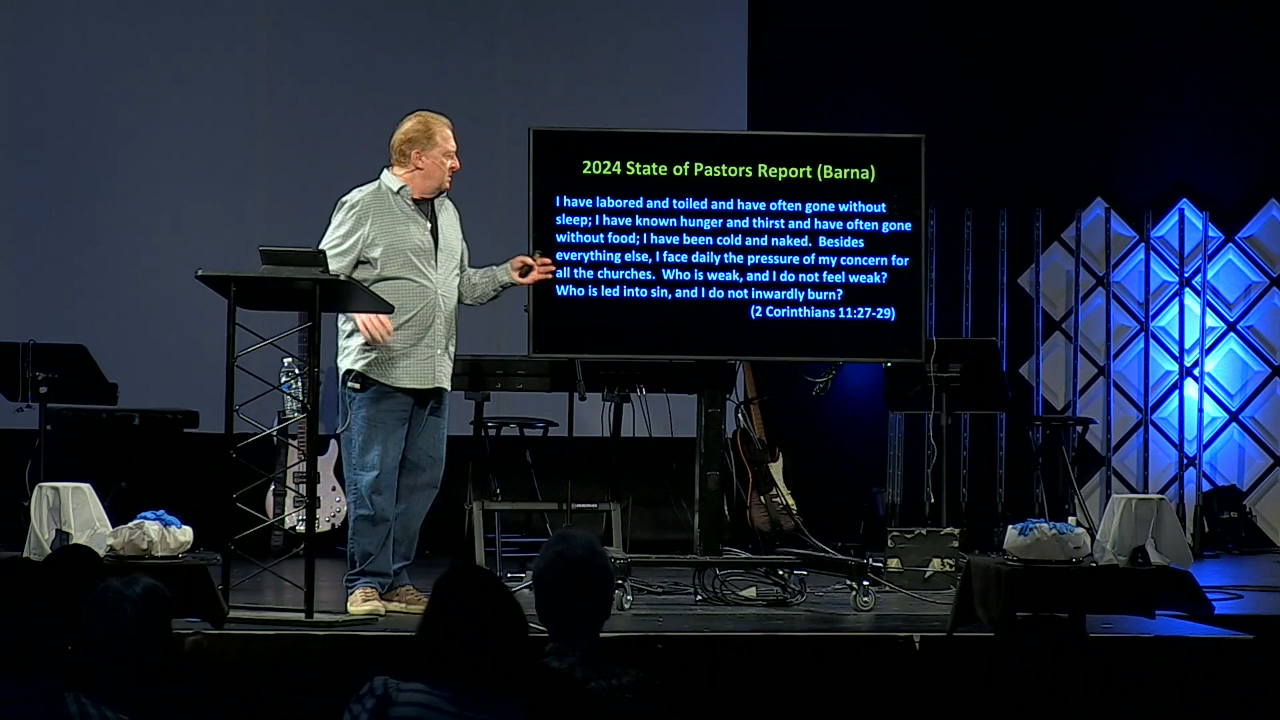 2024 State of Pastors Report (Barna)
I have labored and toiled and have often gone without
sleep; I have known hunger and thirst and have often gone
without food; I have been cold and naked.  Besides
everything else, I face daily the pressure of my concern for
all the churches.  Who is weak, and I do not feel weak?
Who is led into sin, and I do not inwardly burn?
(2 Corinthians 11:27-29)